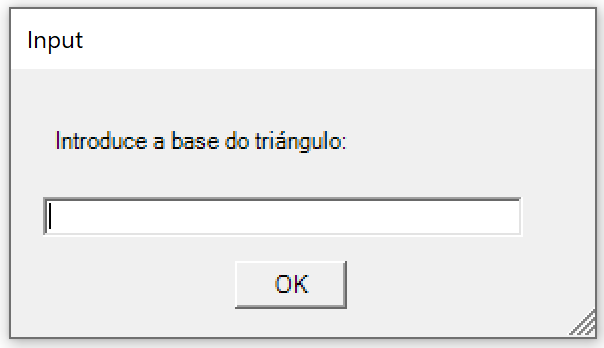 Input
Introduce a base do triángulo:
OK